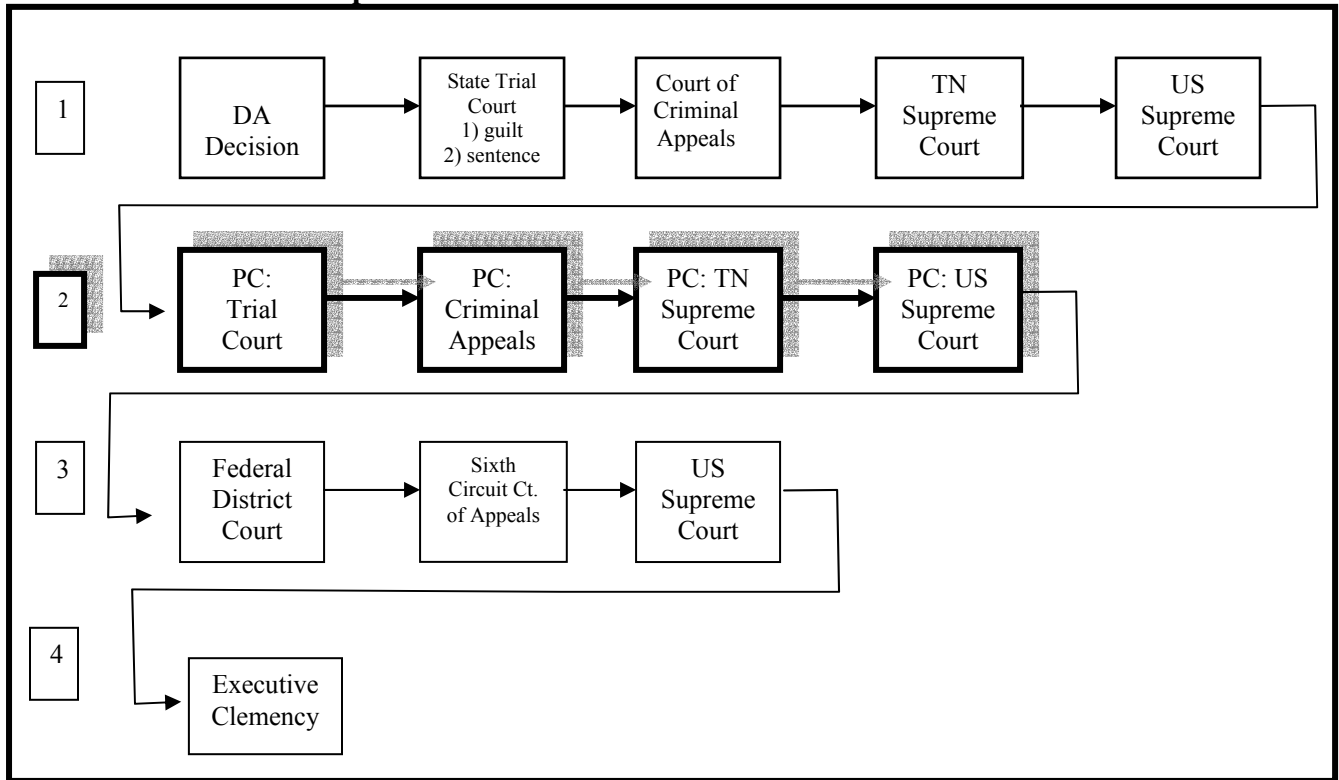 1
DA
Decision
State Trial
Court
1) guilt
2) sentence
Court of
Criminal
Appeals
TN
Supreme
Court
US
Supreme
Court
2
PC:
Trial
Court
PC:
Criminal
Appeals
PC: TN
Supreme
Court
PC: US
Supreme
Court
3
Federal
District
Court
Sixth
Circuit Ct.
of Appeals
US
Supreme
Court
4
Executive
Clemency